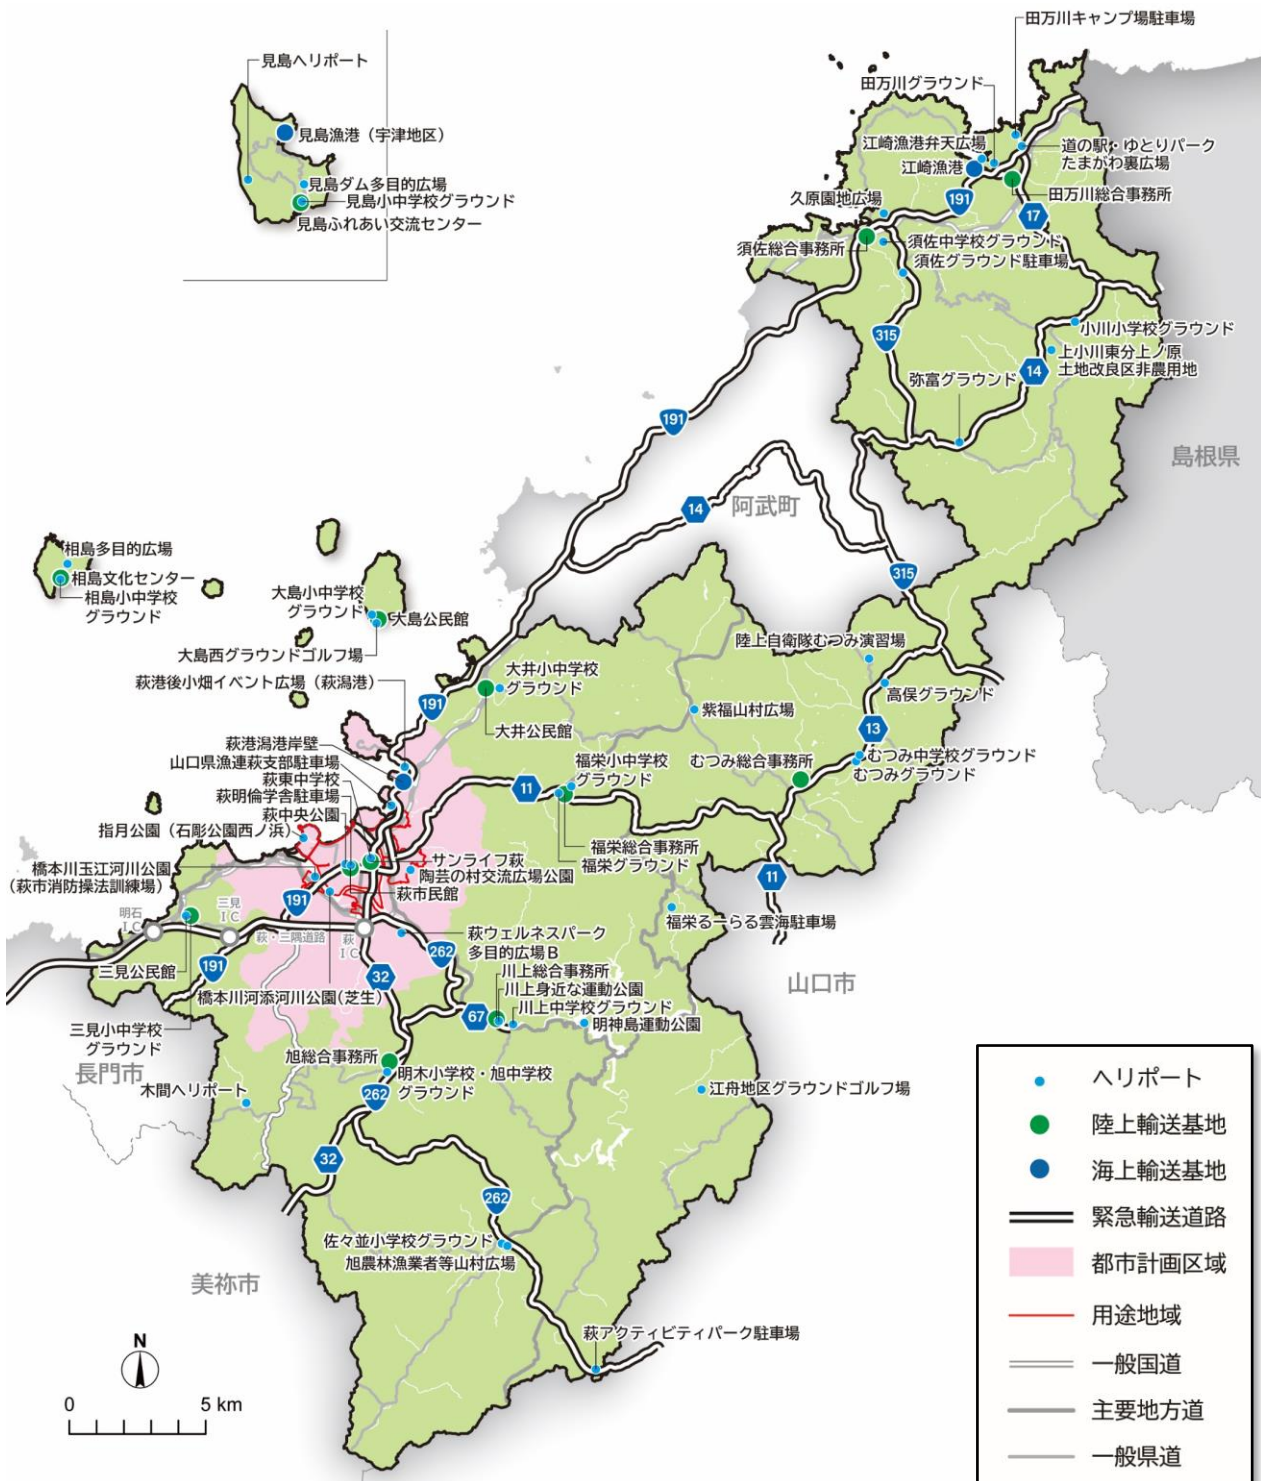 田万川キャンプ場駐車場
見島ヘリポート
田万川グラウンド
見島漁港（宇津地区）
江崎漁港弁天広場
道の駅・ゆとりパーク
たまがわ裏広場
江崎漁港
見島ダム多目的広場
見島小中学校グラウンド
見島ふれあい交流センター
久原園地広場
191
田万川総合事務所
17
須佐総合事務所
須佐中学校グラウンド
須佐グラウンド駐車場
小川小学校グラウンド
315
上小川東分上ノ原
土地改良区非農用地
14
弥富グラウンド
191
島根県
阿武町
14
315
相島多目的広場
相島文化センター
相島小中学校
グラウンド
大島小中学校
グラウンド
大島公民館
大島西グラウンドゴルフ場
陸上自衛隊むつみ演習場
大井小中学校
グラウンド
萩港後小畑イベント広場（萩潟港）
191
高俣グラウンド
紫福山村広場
大井公民館
13
萩港潟港岸壁
山口県漁連萩支部駐車場
萩東中学校
萩明倫学舎駐車場
萩中央公園
福栄小中学校
グラウンド
むつみ総合事務所
むつみ中学校グラウンド
むつみグラウンド
11
指月公園（石彫公園西ノ浜）
福栄総合事務所
福栄グラウンド
サンライフ萩
陶芸の村交流広場公園
橋本川玉江河川公園
（萩市消防操法訓練場）
萩市民館
11
191
明石
IC
三見
IC
萩・三隅道路
萩
IC
福栄るーらる雲海駐車場
萩ウェルネスパーク
多目的広場B
262
三見公民館
191
32
川上総合事務所
川上身近な運動公園
川上中学校グラウンド
山口市
橋本川河添河川公園（芝生）
67
明神島運動公園
三見小中学校
グラウンド
旭総合事務所
長門市
明木小学校・旭中学校
グラウンド
木間ヘリポート
262
江舟地区グラウンドゴルフ場
32
262
佐々並小学校グラウンド
旭農林漁業者等山村広場
美祢市
萩アクティビティパーク駐車場
N
0 5 km
ヘリポート
陸上輸送基地
海上輸送基地
緊急輸送道路
都市計画区域
用途地域
一般国道
主要地方道
一般県道